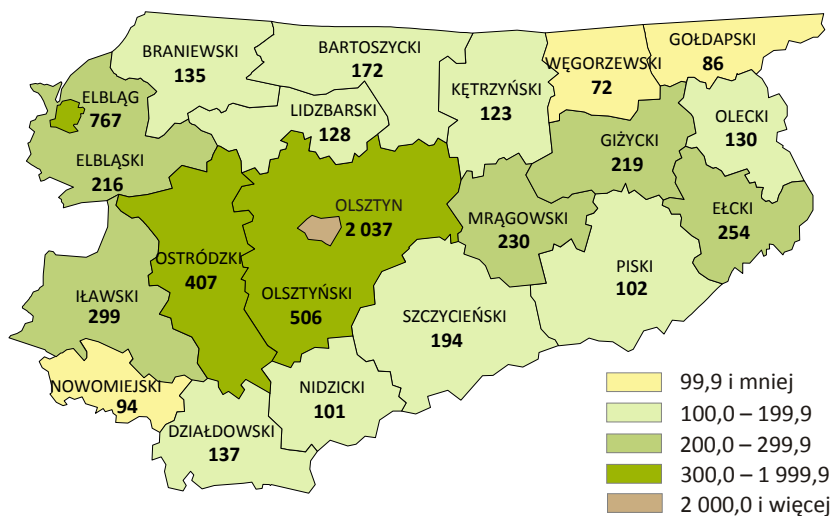 BRANIEWSKI
135
BARTOSZYCKI
172
GOŁDAPSKI
86
WĘGORZEWSKI
72
KĘTRZYŃSKI
123
ELBLĄG
767
LIDZBARSKI
128
OLECKI
130
GIŻYCKI
219
ELBLĄSKI
216
OLSZTYN
2 037
MRĄGOWSKI
230
EŁCKI
254
OSTRÓDZKI
407
PISKI
102
IŁAWSKI
299
OLSZTYŃSKI
506
SZCZYCIEŃSKI
194
NOWOMIEJSKI
94
NIDZICKI
101
DZIAŁDOWSKI
137
99,9 i mniej
100,0 – 199,9
200,0 – 299,9
300,0 – 1 999,9
2 000,0 i więcej